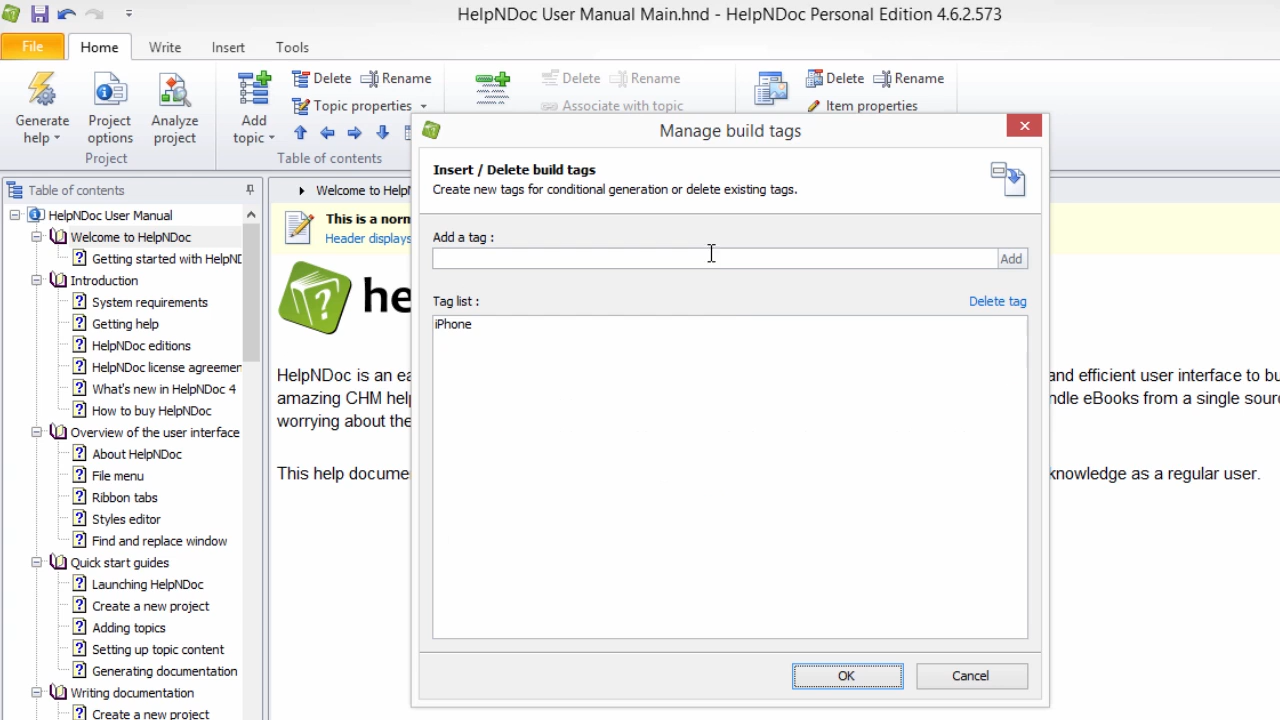 HelpNDoc User Manual Main.hnd - HelpNDoc Personal Edition 4.6.2.573
File Home Write Insert Tools
Generate help
Project options
Analyze project
Project
Add topic
Delete Rename
Topic properties
Table of contents
Delete Rename
Associate with topic
Delete Rename
Item properties
Table of contents
HelpNDoc User Manual
Welcome to HelpNDoc
Getting started with HelpND
Introduction
System requirements
Getting help
HelpNDoc editions
HelpNDoc license agreemen
What's new in HelpNDoc 4
How to buy HelpNDoc
Overview of the user interface
About HelpNDoc
File menu
Ribbon tabs
Styles editor
Find and replace window
Quick start guides
Launching HelpNDoc
Create a new project
Adding topics
Setting up topic content
Generating documentation
Writing documentation
Create a new project
Welcome to Help
This is a norm
Header displays
he
HelpNDoc is an ea
amazing CHM hel
worrying about the
This help docume
and efficient user interface to bu
ndle eBooks from a single sour
knowledge as a regular user.
Manage build tags
Insert / Delete build tags
Create new tags for conditional generation or delete existing tags.
Add a tag :
Add
Tag list :
Delete tag
iPhone
OK
Cancel